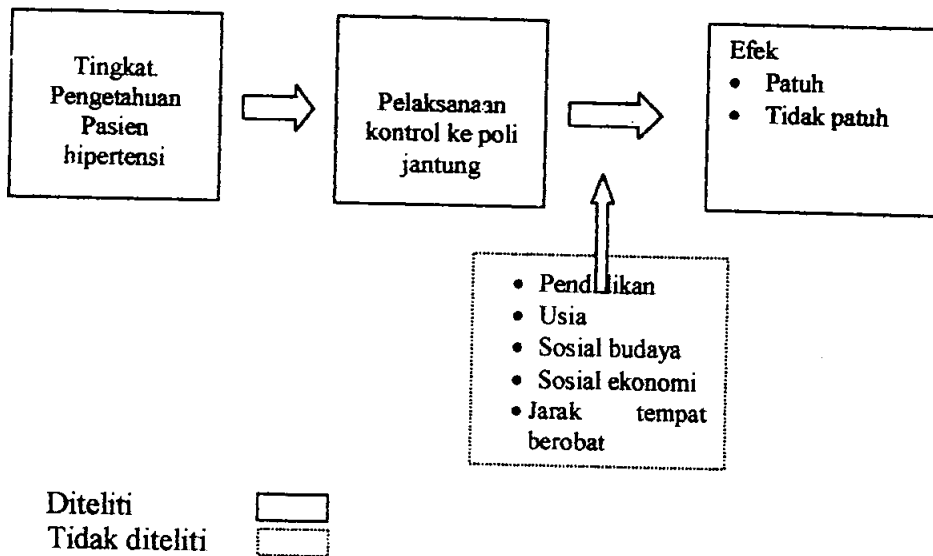 Tingkat.
Pengetahuan
Pasien
hipertensi
Pelaksanaan
kontrol ke poli
jantung
Efek
• Patuh
• Tidak patuh
• Pendidikan
• Usia
• Sosial budaya
• Sosial ekonomi
• Jarak tempat
berobat
Diteliti
Tidak diteliti